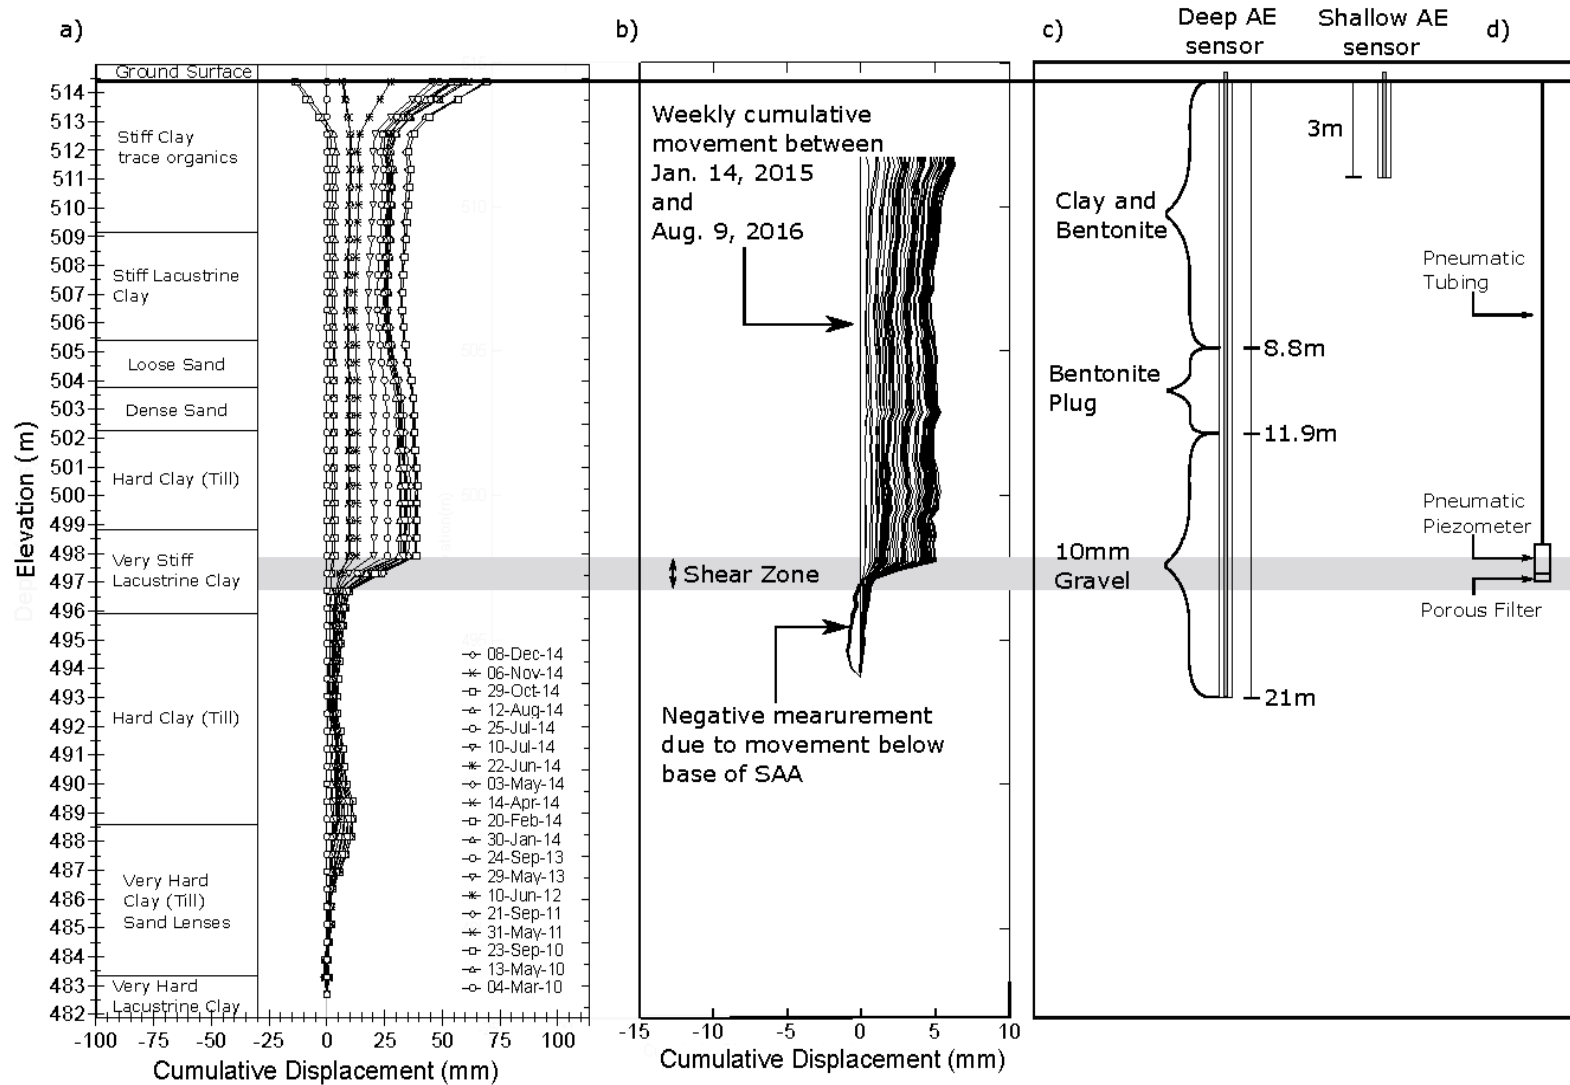 a)
b)
c)
d)
Deep AE
sensor
Shallow AE
sensor
Ground Surface
Stiff Clay
trace organics
Stiff Lacustrine
Clay
Loose Sand
Dense Sand
Hard Clay (Till)
Very Stiff
Lacustrine Clay
Hard Clay (Till)
Very Hard
Clay (Till)
Sand Lenses
Very Hard
Lacustrine Clay
Elevation (m)
514
513
512
511
510
509
508
507
506
505
504
503
502
501
500
499
498
497
496
495
494
493
492
491
490
489
488
487
486
485
484
483
482
-100
-75
-50
-25
0
25
50
75
100
Cumulative Displacement (mm)
08-Dec-14
06-Nov-14
29-Oct-14
12-Aug-14
25-Jul-14
10-Jul-14
22-Jun-14
03-May-14
14-Apr-14
20-Feb-14
30-Jan-14
24-Sep-13
29-May-13
10-Jun-12
21-Sep-11
31-May-11
23-Sep-10
13-May-10
04-Mar-10
Weekly cumulative
movement between
Jan. 14, 2015
and
Aug. 9, 2016
Shear Zone
Negative mearurement
due to movement below
base of SAA
-15
-10
-5
0
5
10
Cumulative Displacement (mm)
3m
Clay and
Bentonite
8.8m
Bentonite
Plug
11.9m
10mm
Gravel
21m
Pneumatic
Tubing
Pneumatic
Piezometer
Porous Filter